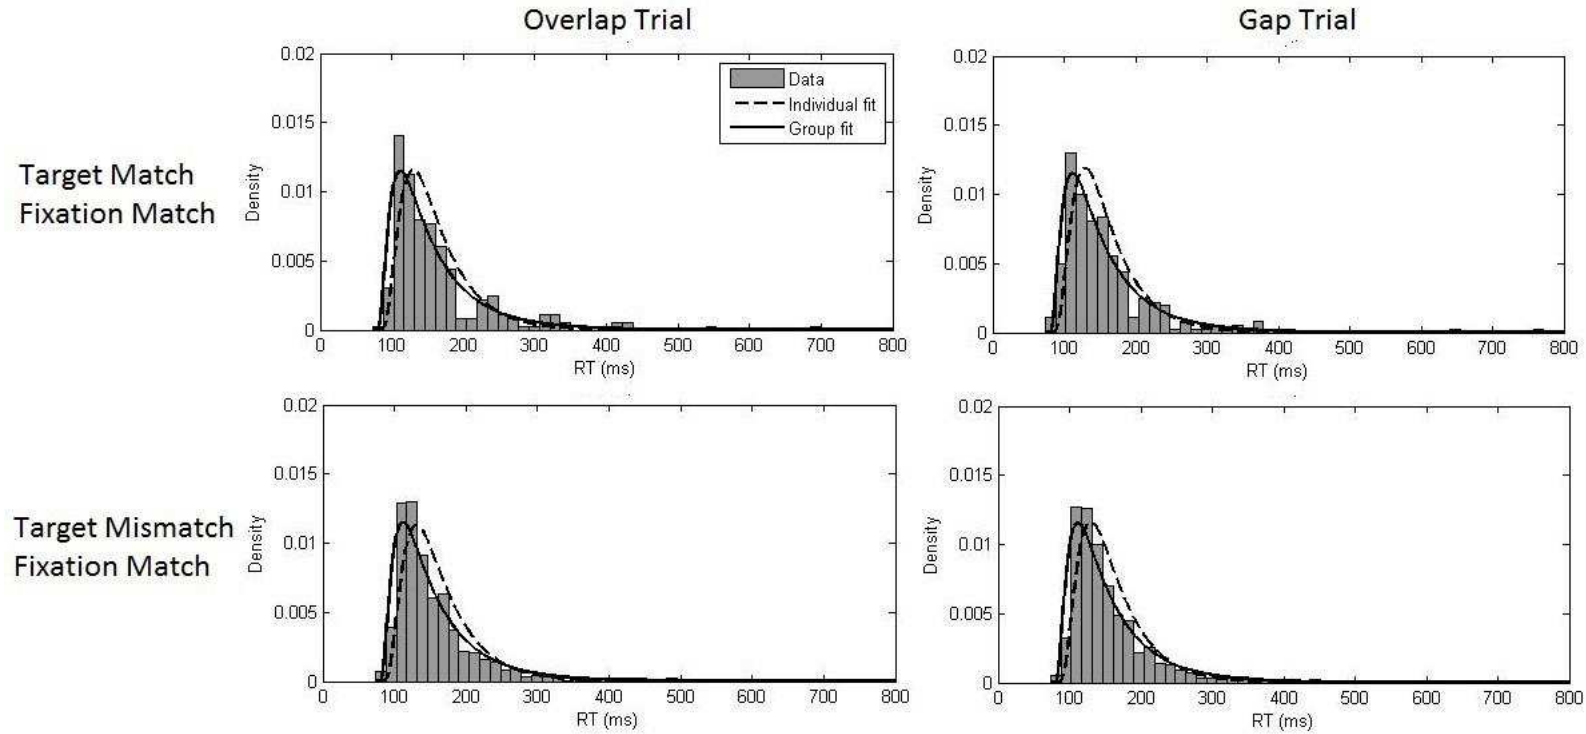 Overlap Trial
Gap Trial
Target Match
Fixation Match
0.02
0.015
0.01
0.005
0
Density
Data
Individual fit
Group fit
0 100 200 300 400 500 600 700 800
RT (ms)
0.02
0.015
0.01
0.005
0
Density
0 100 200 300 400 500 600 700 800
RT (ms)
Target Mismatch
Fixation Match
0.02
0.015
0.01
0.005
0
Density
0 100 200 300 400 500 600 700 800
RT (ms)
0.02
0.015
0.01
0.005
0
Density
0 100 200 300 400 500 600 700 800
RT (ms)